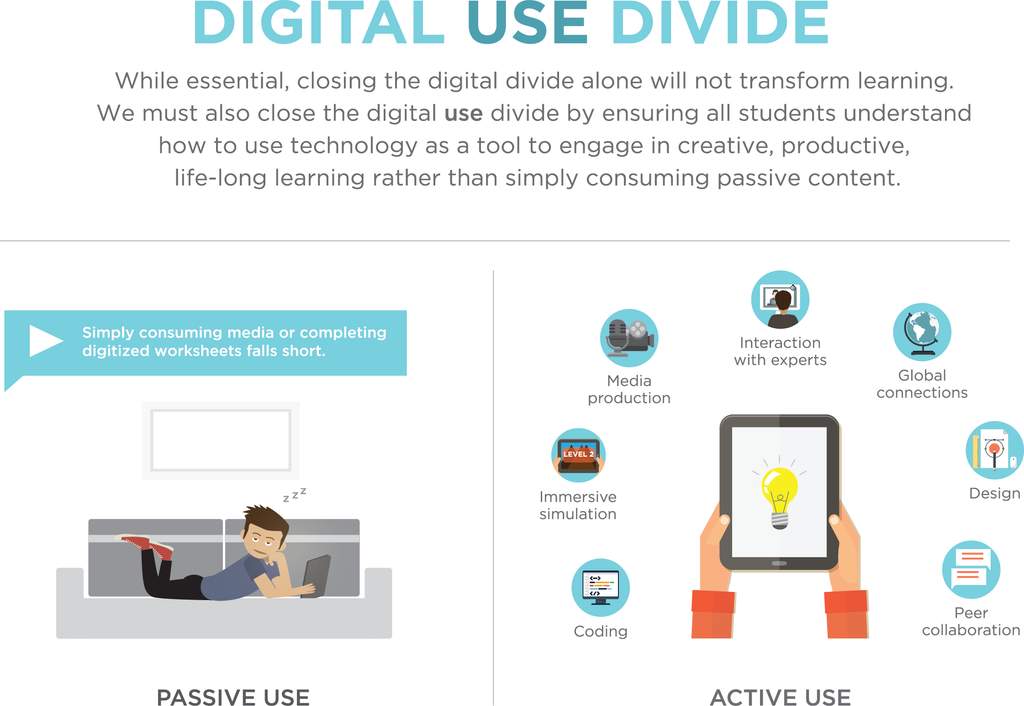 DIGITAL USE DIVIDE
While essential, closing the digital divide alone will not transform learning.
We must also close the digital use divide by ensuring all students understand
how to use technology as a tool to engage in creative, productive,
life-long learning rather than simply consuming passive content.
Simply consuming media or completing
digitized worksheets falls short.
z z z
PASSIVE USE
Interaction
with experts
Media
production
Global
connections
LEVEL 2
Immersive
simulation
Design
Coding
Peer
collaboration
ACTIVE USE